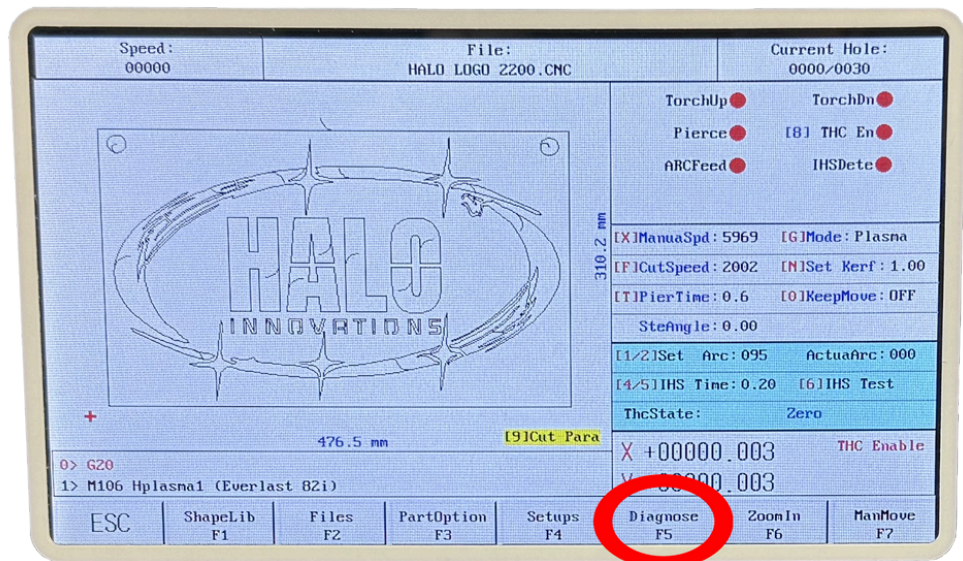 Speed:
00000
File:
HALO LOGO 2200.CNC
Current Hole:
0000/0030
TorchUp
TorchDn
Pierce
[8] THC En
ARCFeed
IHSDete
HALO
INNOVATIONS
310.2 mm
476.5 mm
[9]Cut Para
[X]ManuaSpd: 5969 [G]Mode: Plasma
[F]CutSpeed: 2002 [N]Set Kerf: 1.00
[T]PierTime: 0.6 [O]KeepMove: OFF
SteAngle: 0.00
[1/2]Set Arc: 095 ActuaArc: 000
[4/5]IHS Time: 0.20 [6]IHS Test
ThcState: Zero
X +00000.003
THC Enable
0> G20
1> M106 Hplasma1 (Everlast 82i)
ESC
ShapeLib
F1
Files
F2
PartOption
F3
Setups
F4
Diagnose
F5
ZoomIn
F6
ManMove
F7